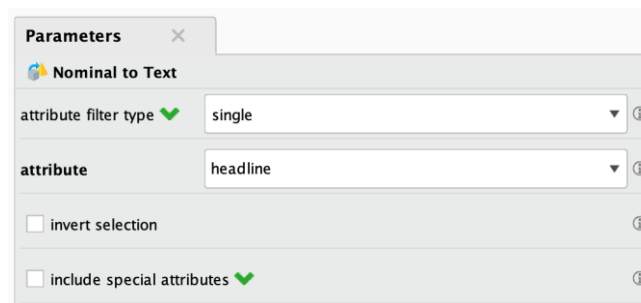 Parameters
Nominal to Text
attribute filter type single
attribute headline
invert selection
include special attributes